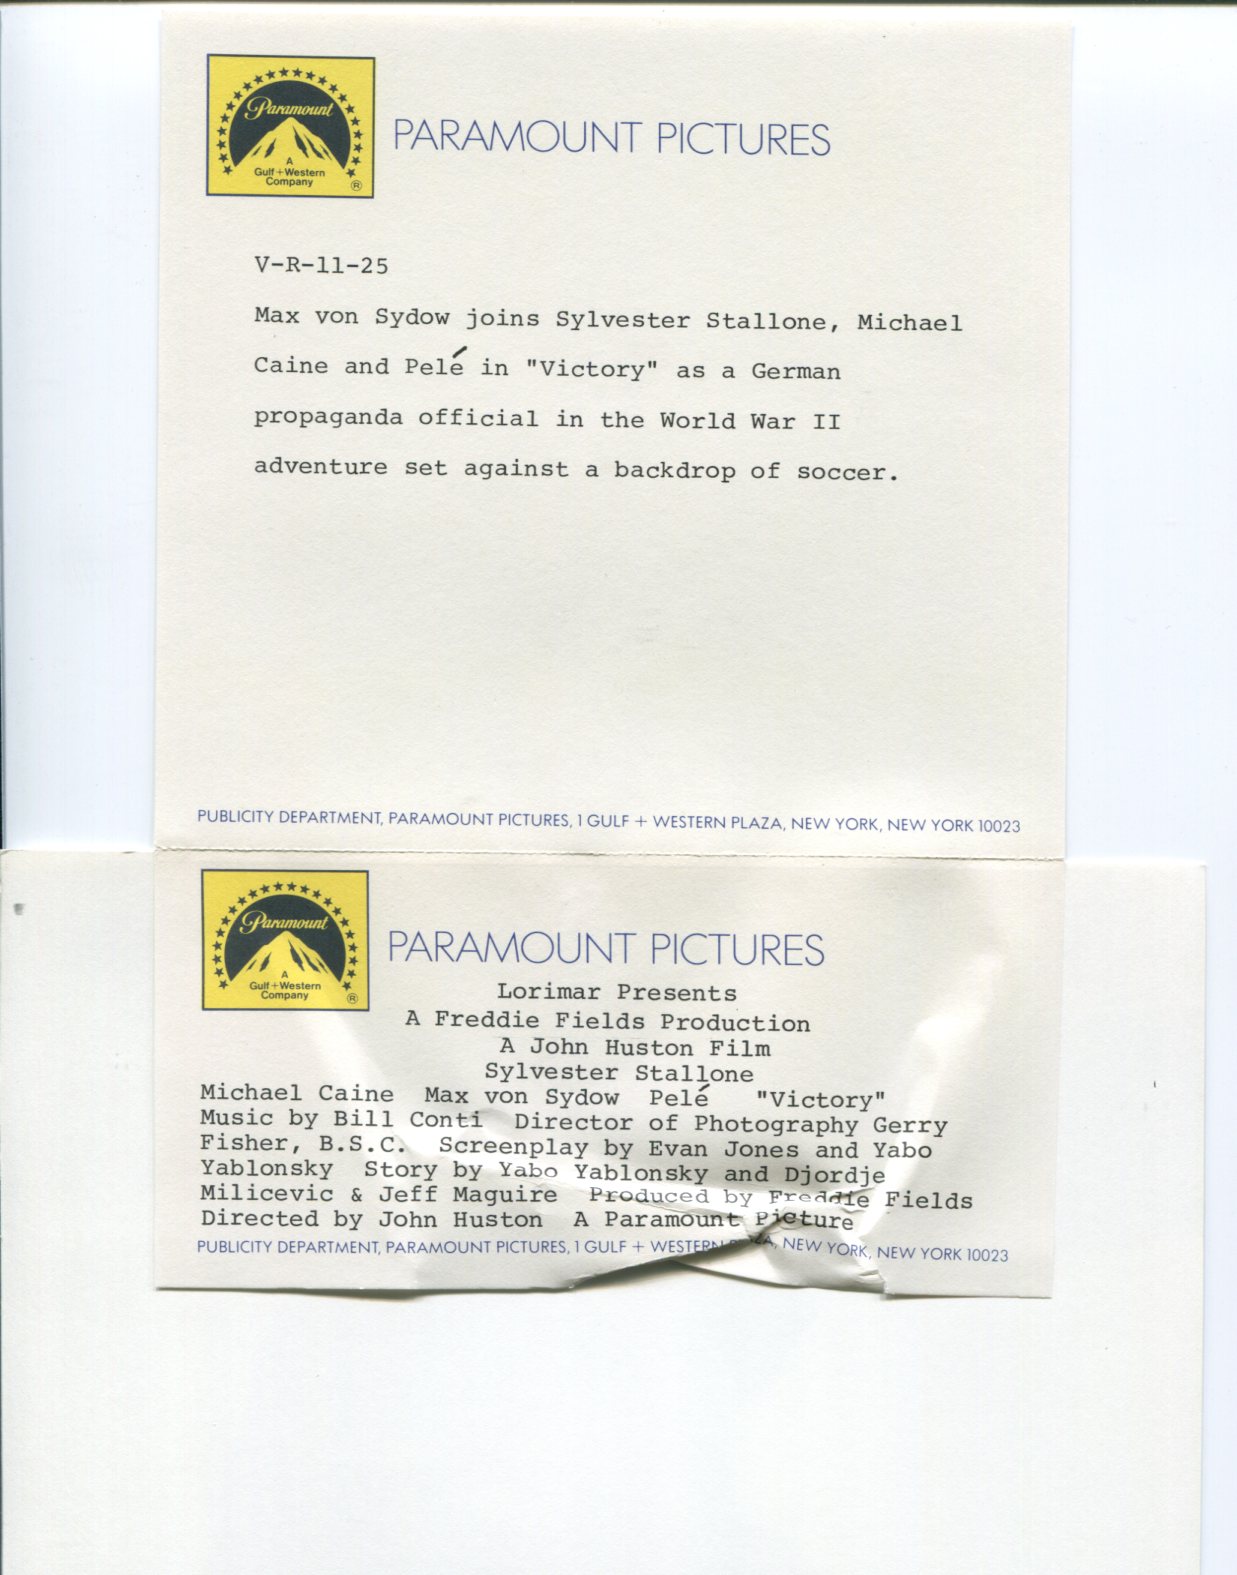 Paramount
A
Gulf + Western
Company
®
PARAMOUNT PICTURES
V-R-11-25
Max von Sydow joins Sylvester Stallone, Michael
Caine and Pelé in "Victory" as a German
propaganda official in the World War II
adventure set against a backdrop of soccer.
PUBLICITY DEPARTMENT, PARAMOUNT PICTURES, 1 GULF + WESTERN PLAZA, NEW YORK, NEW YORK 10023
Paramount
A
Gulf + Western
Company
®
PARAMOUNT PICTURES
Lorimar Presents
A Freddie Fields Production
A John Huston Film
Sylvester Stallone
Michael Caine  Max von Sydow  Pelé  "Victory"
Music by Bill Conti  Director of Photography Gerry
Fisher, B.S.C.  Screenplay by Evan Jones and Yabo
Yablonsky  Story by Yabo Yablonsky and Djordje
Milicevic & Jeff Maguire  Produced by Freddie Fields
Directed by John Huston  A Paramount Picture
PUBLICITY DEPARTMENT, PARAMOUNT PICTURES, 1 GULF + WESTERN PLAZA, NEW YORK, NEW YORK 10023